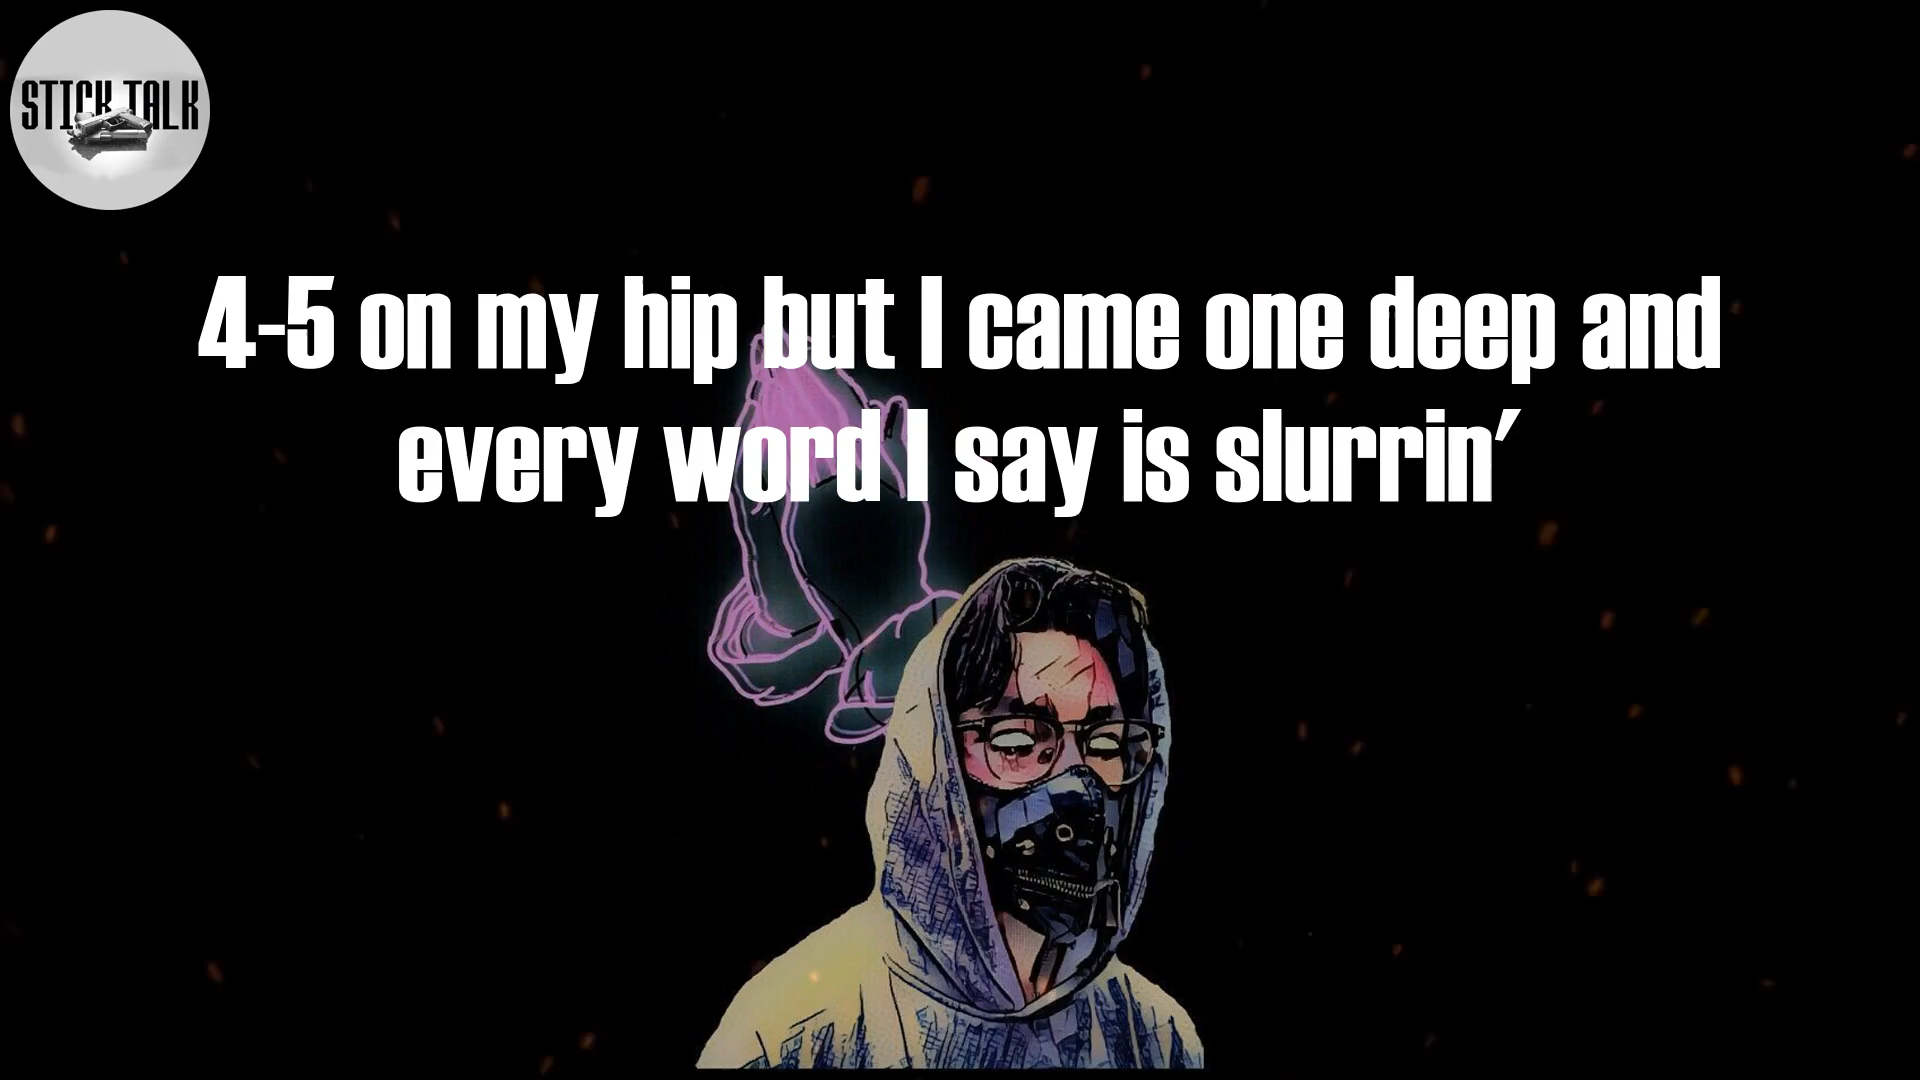 STICK TALK
4-5 on my hip but I came one deep and
every word I say is slurrin'